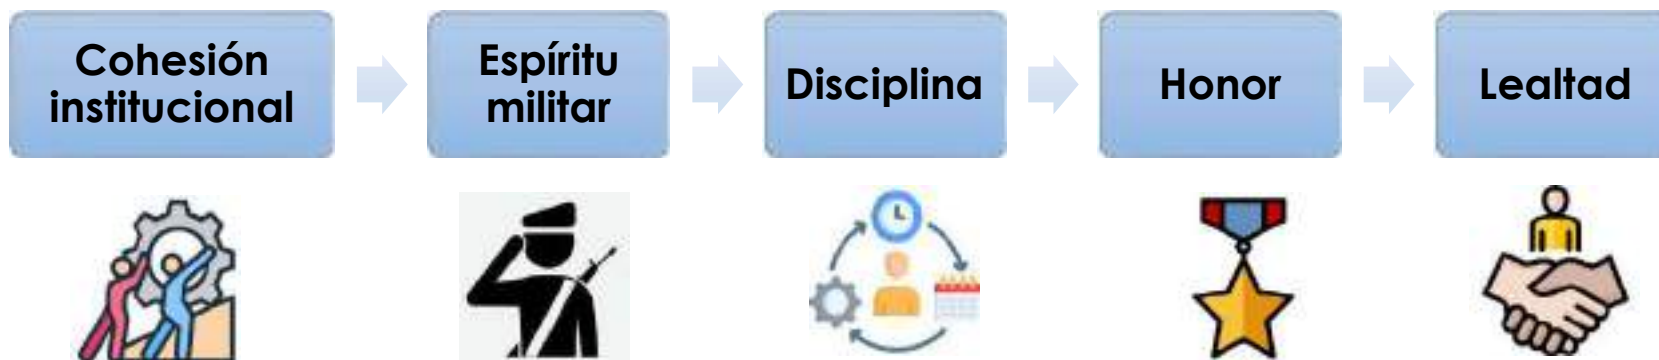 Cohesión
institucional
Espíritu
militar
Disciplina
Honor
Lealtad